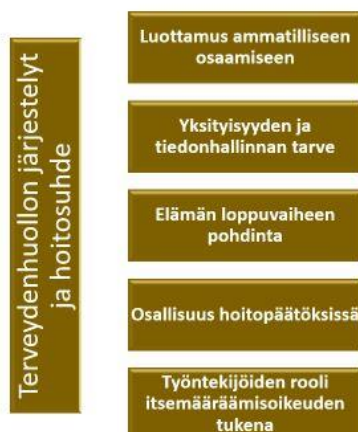 Terveydenhuollon järjestelyt
ja hoitosuhde
Luottamus ammatilliseen
osaamiseen
Yksityisyyden ja
tiedonhallinnan tarve
Elämän loppuvaiheen
pohdinta
Osallisuus hoitopäätöksissä
Työntekijöiden rooli
itsemääräämisoikeuden
tukena